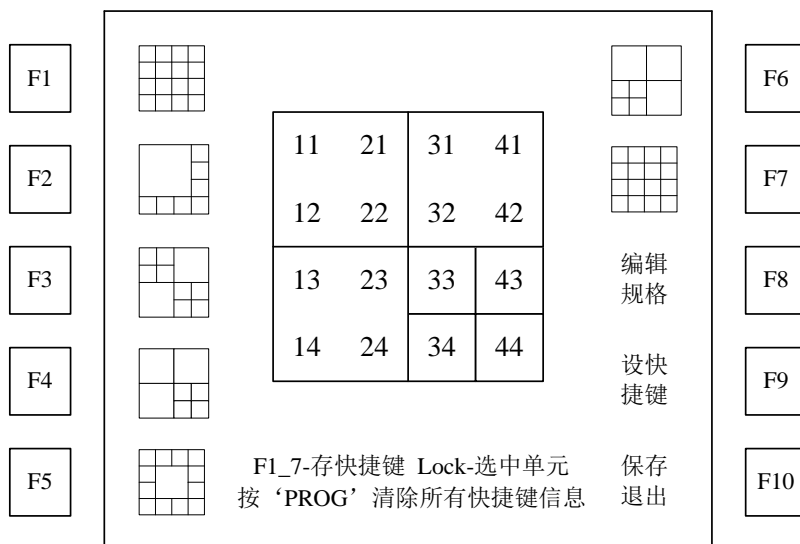 F1
F2
F3
F4
F5
11 21 31 41
12 22 32 42
13 23 33 43
14 24 34 44
F1_7-存快捷键 Lock-选中单元
按‘PROG’清除所有快捷键信息
编辑
规格
设快
捷键
保存
退出
F6
F7
F8
F9
F10